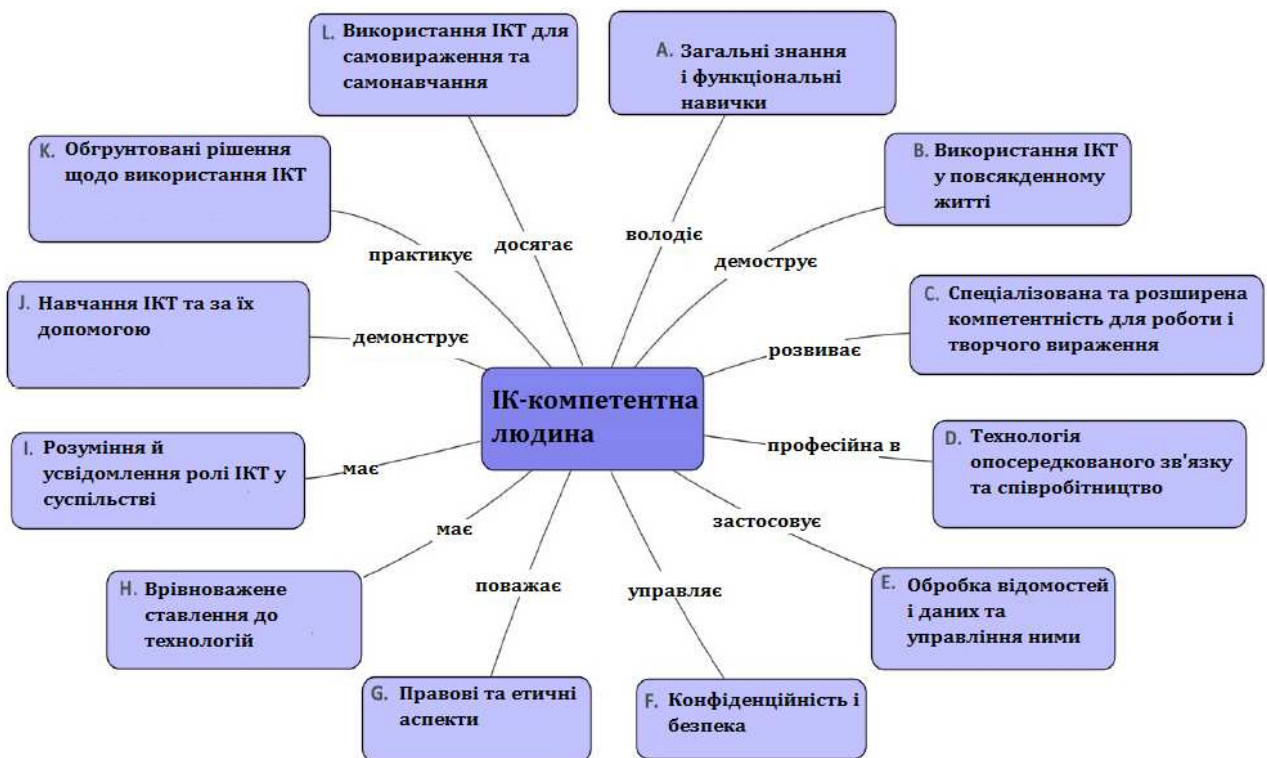 L. Використання ІКТ для
самовираження та
самонавчання
A. Загальні знання
і функціональні
навички
K. Обгрунтовані рішення
щодо використання ІКТ
B. Використання ІКТ
у повсякденному
житті
досягає
володіє
практикує
демострує
J. Навчання ІКТ та за їх
допомогою
C. Спеціалізована та розширена
компетентність для роботи і
творчого вираження
демонструє
розвиває
ІК-компетентна
людина
I. Розуміння й
усвідомлення ролі ІКТ у
суспільстві
має
професійна в
D. Технологія
опосередкованого зв'язку
та співробітництво
має
застосовує
H. Врівноважене
ставлення до
технологій
поважає
управляє
E. Обробка відомостей
і даних та
управління ними
G. Правові та етичні
аспекти
F. Конфіденційність і
безпека